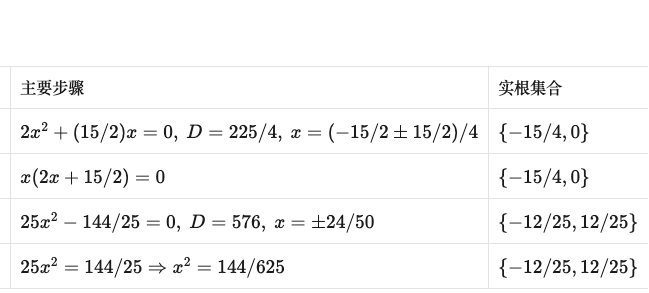 主要步骤 实根集合
2x² + (15/2)x = 0, D = 225/4, x = (−15/2 ± 15/2)/4 {−15/4, 0}
x(2x + 15/2) = 0 {−15/4, 0}
25x² − 144/25 = 0, D = 576, x = ±24/50 {−12/25, 12/25}
25x² = 144/25 ⇒ x² = 144/625 {−12/25, 12/25}